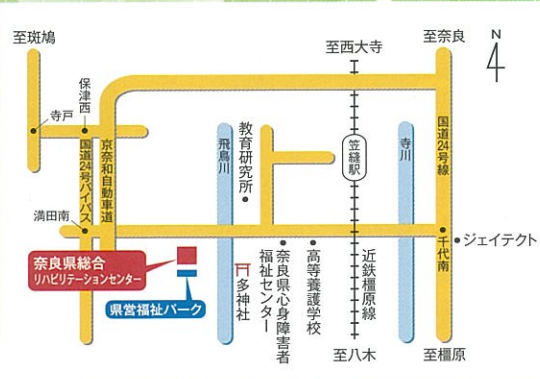 至斑鳩
至西大寺
至奈良
N
4
保津西
寺戸
国道24号バイパス
京奈和自動車道
飛鳥川
教育研究所
笠縫駅
寺川
国道24号線
満田南
千代南
ジェイテクト
奈良県総合
リハビリテーションセンター
県営福祉パーク
多神社
奈良県心身障害者
福祉センター
高等養護学校
近鉄橿原線
至八木
至橿原